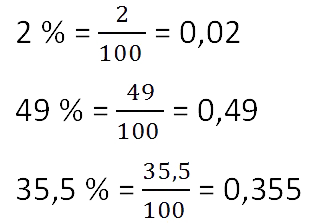 2 % = 2/100 = 0,02
49 % = 49/100 = 0,49
35,5 % = 35,5/100 = 0,355